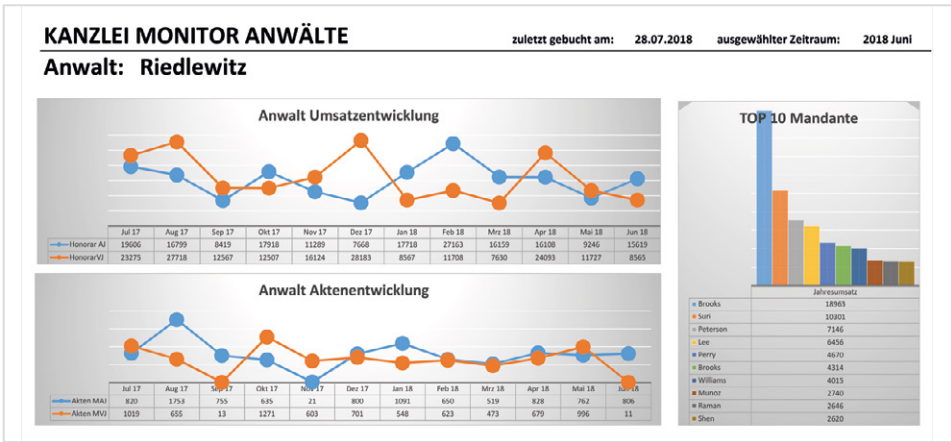 KANZLEI MONITOR ANWÄLTE
zuletzt gebucht am: 28.07.2018 ausgewählter Zeitraum: 2018 Juni
Anwalt: Riedlewitz
Anwalt Umsatzentwicklung
Jul 17 Aug 17 Sep 17 Okt 17 Nov 17 Dez 17 Jan 18 Feb 18 Mrz 18 Apr 18 Mai 18 Jun 18
Honorar AJ 19606 16799 8419 17918 11289 7668 17718 27163 16159 16108 9246 15619
HonorarVJ 23275 27718 12567 12507 16124 28183 8567 11708 7630 24093 11727 8565
Anwalt Aktenentwicklung
Jul 17 Aug 17 Sep 17 Okt 17 Nov 17 Dez 17 Jan 18 Feb 18 Mrz 18 Apr 18 Mai 18 Jun 18
Akten MAJ 820 1753 755 635 21 800 1091 650 519 828 762 806
Akten MVJ 1019 655 13 1271 603 701 548 623 473 679 996 11
TOP 10 Mandante
Jahresumsatz
Brooks 18963
Suri 10301
Peterson 7146
Lee 6456
Perry 4670
Brooks 4314
Williams 4015
Munoz 2740
Raman 2646
Shen 2620